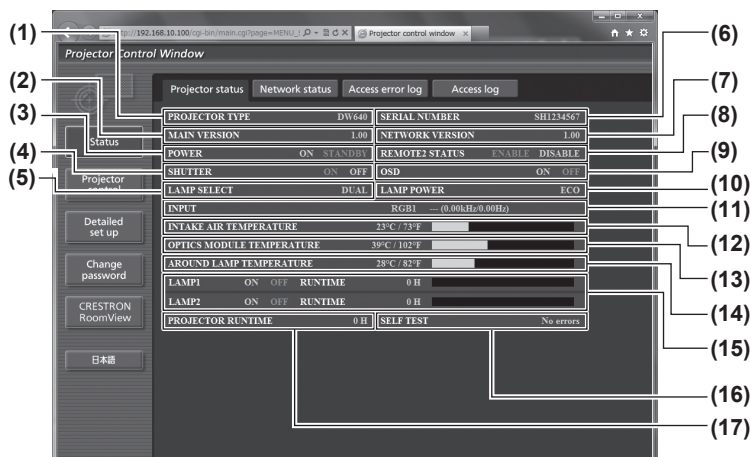 http://192.168.10.100/cgi-bin/main.cgi?page=MENU_
Projector control window
Projector Control Window
Projector status
Network status
Access error log
Access log
Status
Projector control
Detailed set up
Change password
CRESTRON RoomView
日本語
PROJECTOR TYPE DW640 SERIAL NUMBER SH1234567
MAIN VERSION 1.00 NETWORK VERSION 1.00
POWER ON STANDBY REMOTE2 STATUS ENABLE DISABLE
SHUTTER ON OFF OSD ON OFF
LAMP SELECT DUAL LAMP POWER ECO
INPUT RGB1 --- (0.00kHz/0.00Hz)
INTAKE AIR TEMPERATURE 23°C / 73°F
OPTICS MODULE TEMPERATURE 39°C / 102°F
AROUND LAMP TEMPERATURE 28°C / 82°F
LAMP1 ON OFF RUNTIME 0 H
LAMP2 ON OFF RUNTIME 0 H
PROJECTOR RUNTIME 0 H SELF TEST No errors
(1)
(2)
(3)
(4)
(5)
(6)
(7)
(8)
(9)
(10)
(11)
(12)
(13)
(14)
(15)
(16)
(17)